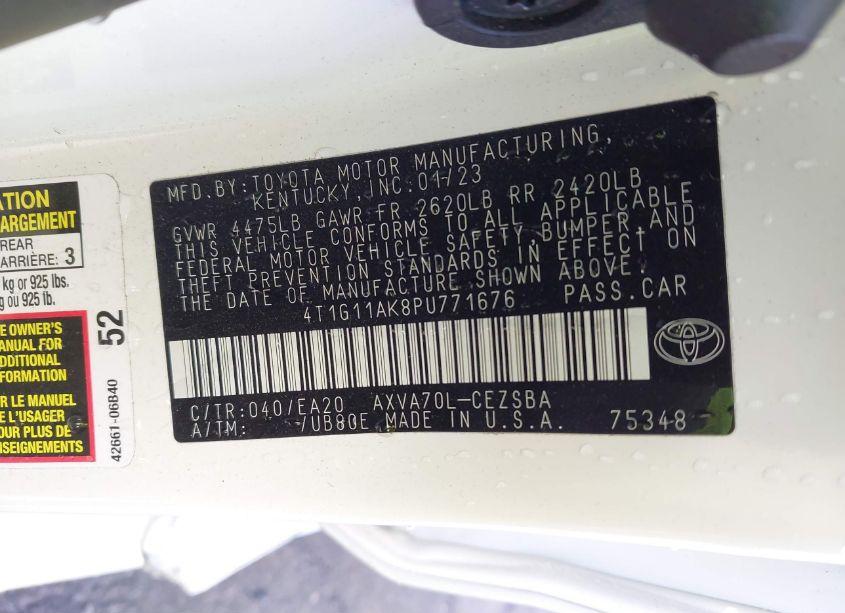 ATION
ARGEMENT
REAR
ARRIÈRE: 3
kg or 925 lbs.
g ou 925 lb.
E OWNER'S
ANUAL FOR
DDITIONAL
FORMATION
R LE MANUEL
E L'USAGER
OUR PLUS DE
NSEIGNEMENTS
52
42661-06B40
MFD.BY:TOYOTA MOTOR MANUFACTURING,
KENTUCKY,INC.01/23
GVWR 4475LB GAWR FR 2620LB RR 2420LB
THIS VEHICLE CONFORMS TO ALL APPLICABLE
FEDERAL MOTOR VEHICLE SAFETY,BUMPER,AND
THEFT PREVENTION STANDARDS IN EFFECT ON
THE DATE OF MANUFACTURE SHOWN ABOVE.
4T1G11AK8PU771676 PASS.CAR
C/TR:040/EA20 AXVA70L-CEZSBA
A/TM: -/UB80E MADE IN U.S.A. 75348